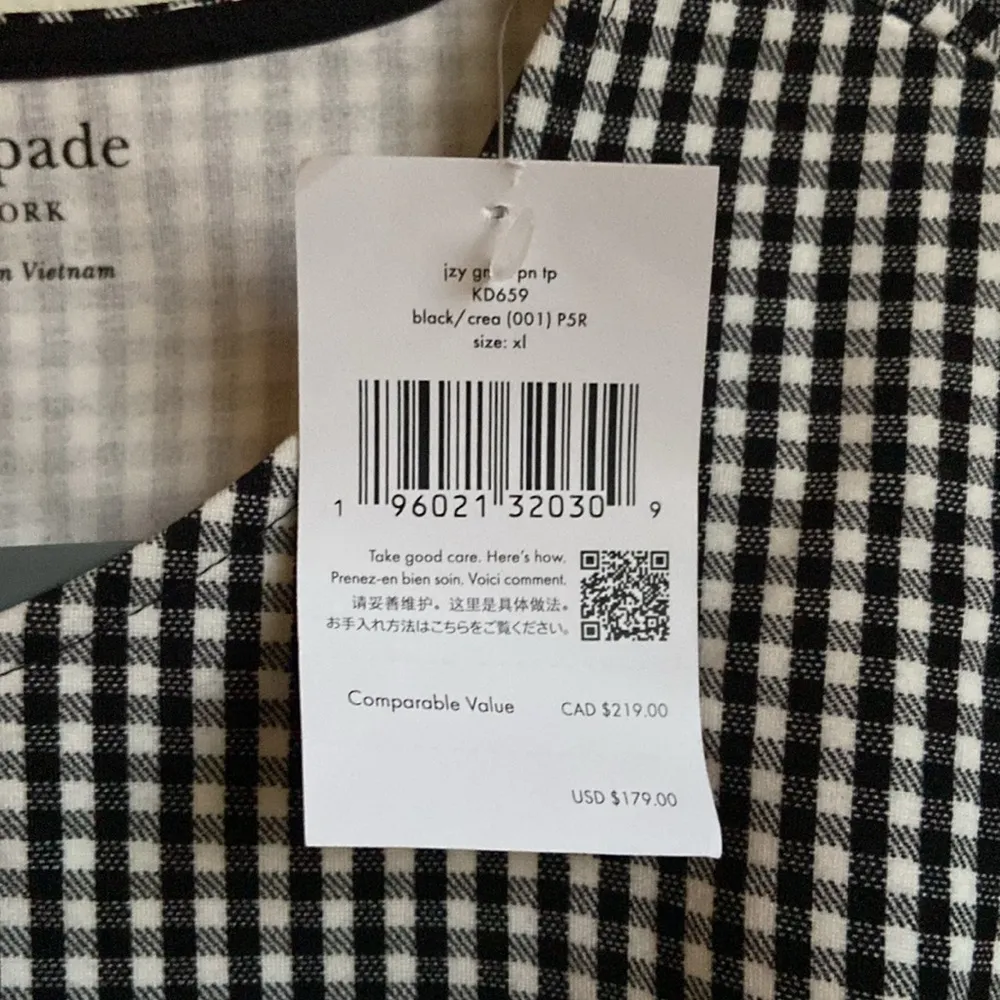 pade
ORK
n Vietnam
jzy pn tp
KD659
black/crea (001) P5R
size: xl
1 96021 32030 9
Take good care. Here's how.
Prenez-en bien soin. Voici comment.
请妥善维护。这里是具体做法。
お手入れ方法はこちらをご覧ください。
Comparable Value CAD $219.00
USD $179.00